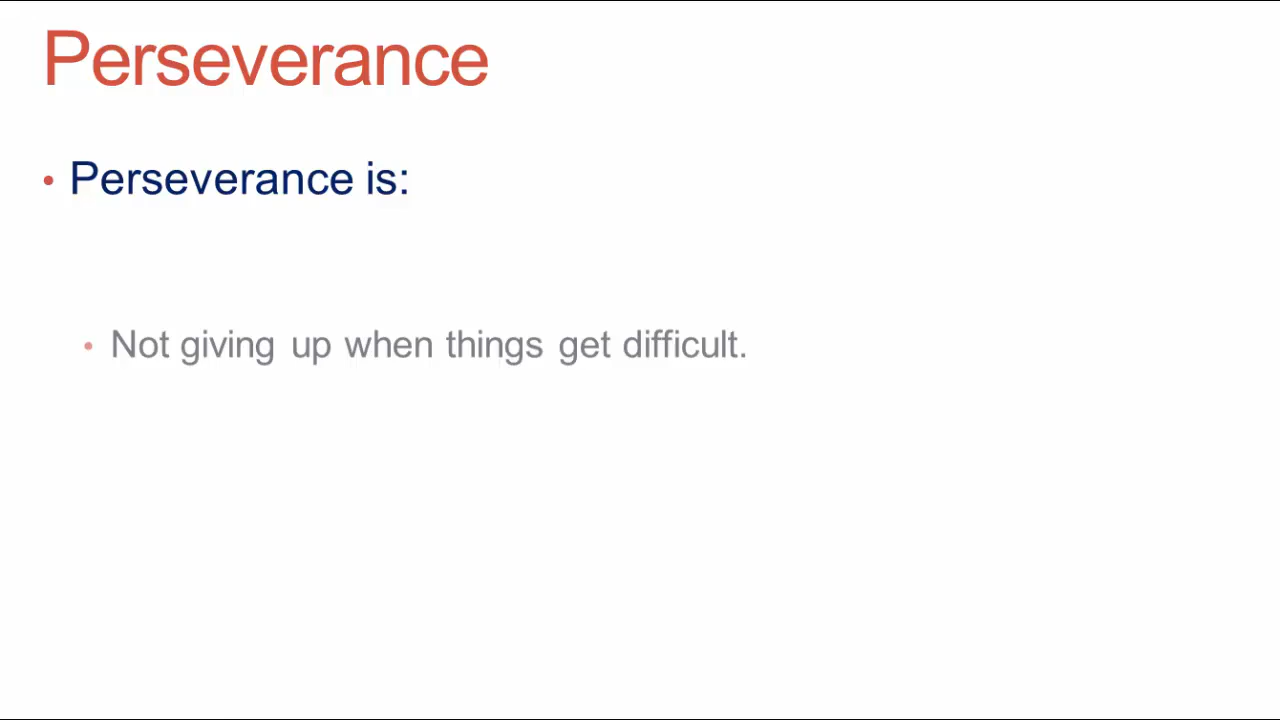 Perseverance
• Perseverance is:
• Not giving up when things get difficult.